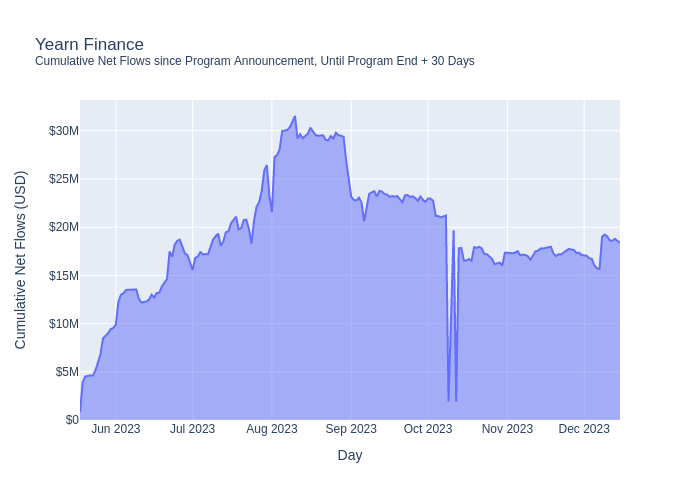 Yearn Finance
Cumulative Net Flows since Program Announcement, Until Program End + 30 Days
Cumulative Net Flows (USD)
$30M
$25M
$20M
$15M
$10M
$5M
$0
Jun 2023 Jul 2023 Aug 2023 Sep 2023 Oct 2023 Nov 2023 Dec 2023
Day